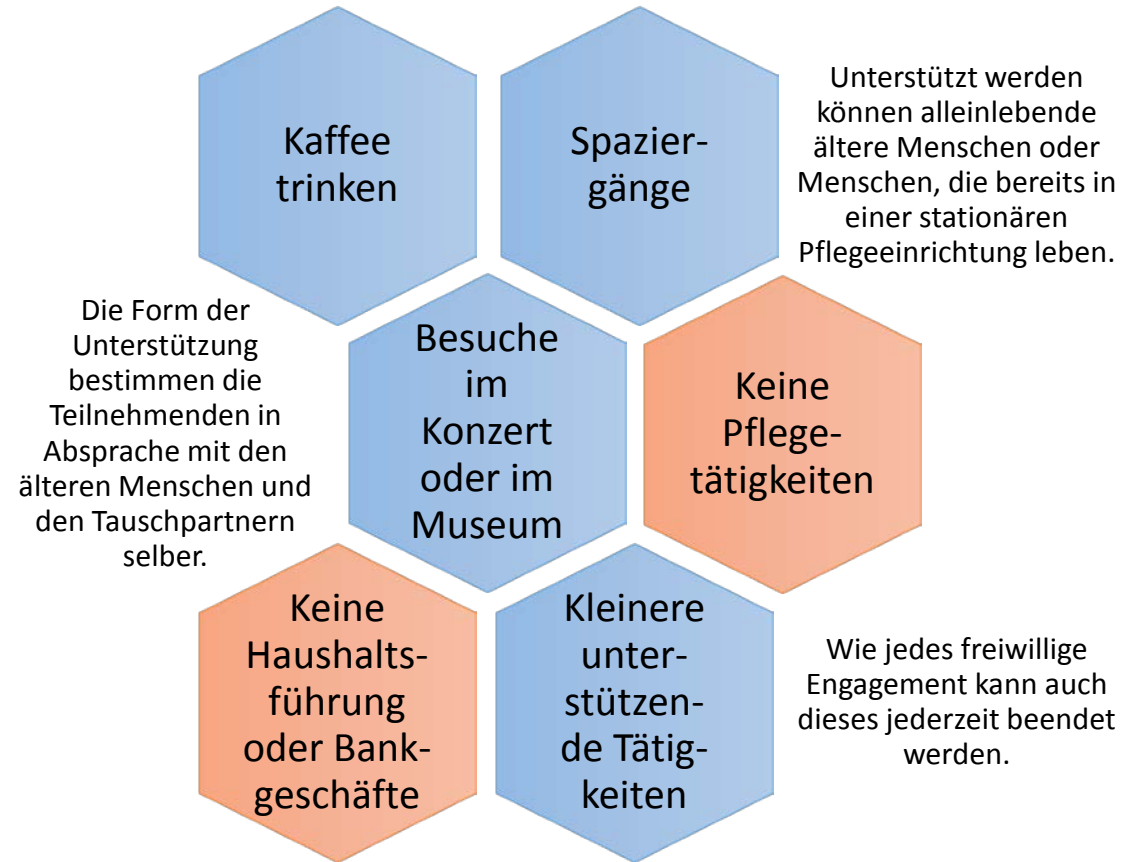 Kaffee
trinken
Spazier-
gänge
Unterstützt werden
können alleinlebende
ältere Menschen oder
Menschen, die bereits in
einer stationären
Pflegeeinrichtung leben.
Die Form der
Unterstützung
bestimmen die
Teilnehmenden in
Absprache mit den
älteren Menschen und
den Tauschpartnern
selber.
Besuche
im
Konzert
oder im
Museum
Keine
Pflege-
tätigkeiten
Keine
Haushalts-
führung
oder Bank-
geschäfte
Kleinere
unter-
stützen-
de Tätig-
keiten
Wie jedes freiwillige
Engagement kann auch
dieses jederzeit beendet
werden.